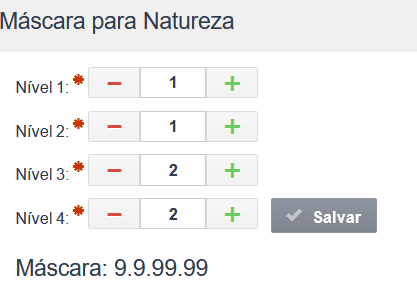 Máscara para Natureza
Nível 1: * − 1 +
Nível 2: * − 1 +
Nível 3: * − 2 +
Nível 4: * − 2 + Salvar
Máscara: 9.9.99.99